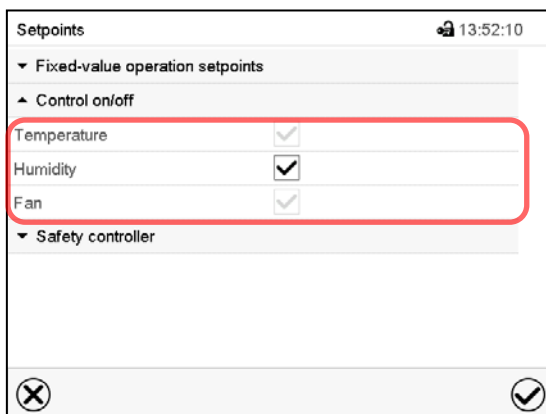 Setpoints 13:52:10
Fixed-value operation setpoints
Control on/off
Temperature
Humidity
Fan
Safety controller